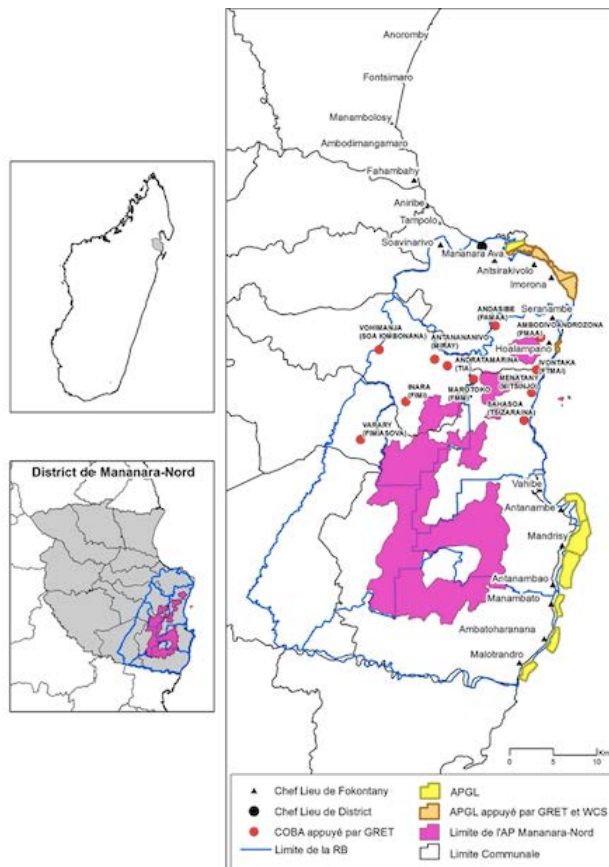 District de Mananara-Nord
Anoromby
Fontsimaro
Manambolosy
Ambodimangamaro
Fahambahy
Aniribe
Tampolo
Soavinarivo
Mananara Ava
Antsirakivolo
Imorona
Seranambe
ANDASIBE
(FAMAA)
AMBODIVOANDROZONA
(FMAA)
Hoalampano
VOHIMANJA
(SOA KIMBONANA)
ANTANANANIVO
(MIRAY)
ANDRATAMARINA
(TIA)
IVONTAKA
INARA
(FIMI)
MAROTOKO
(FMM)*
MENATANY
(MITSINJO)
SAHASOA
(TSIZARAINA)
VARARY
(FIMIASOVA)
Vahibe
Antanambe
Mandrisy
Antanambao
Manambato
Ambatoharanana
Malotrandro
0 5 10
Chef Lieu de Fokontany
Chef Lieu de District
COBA appuyé par GRET
Limite de la RB
APGL
APGL appuyé par GRET et WCS
Limite de l'AP Mananara-Nord
Limite Communale